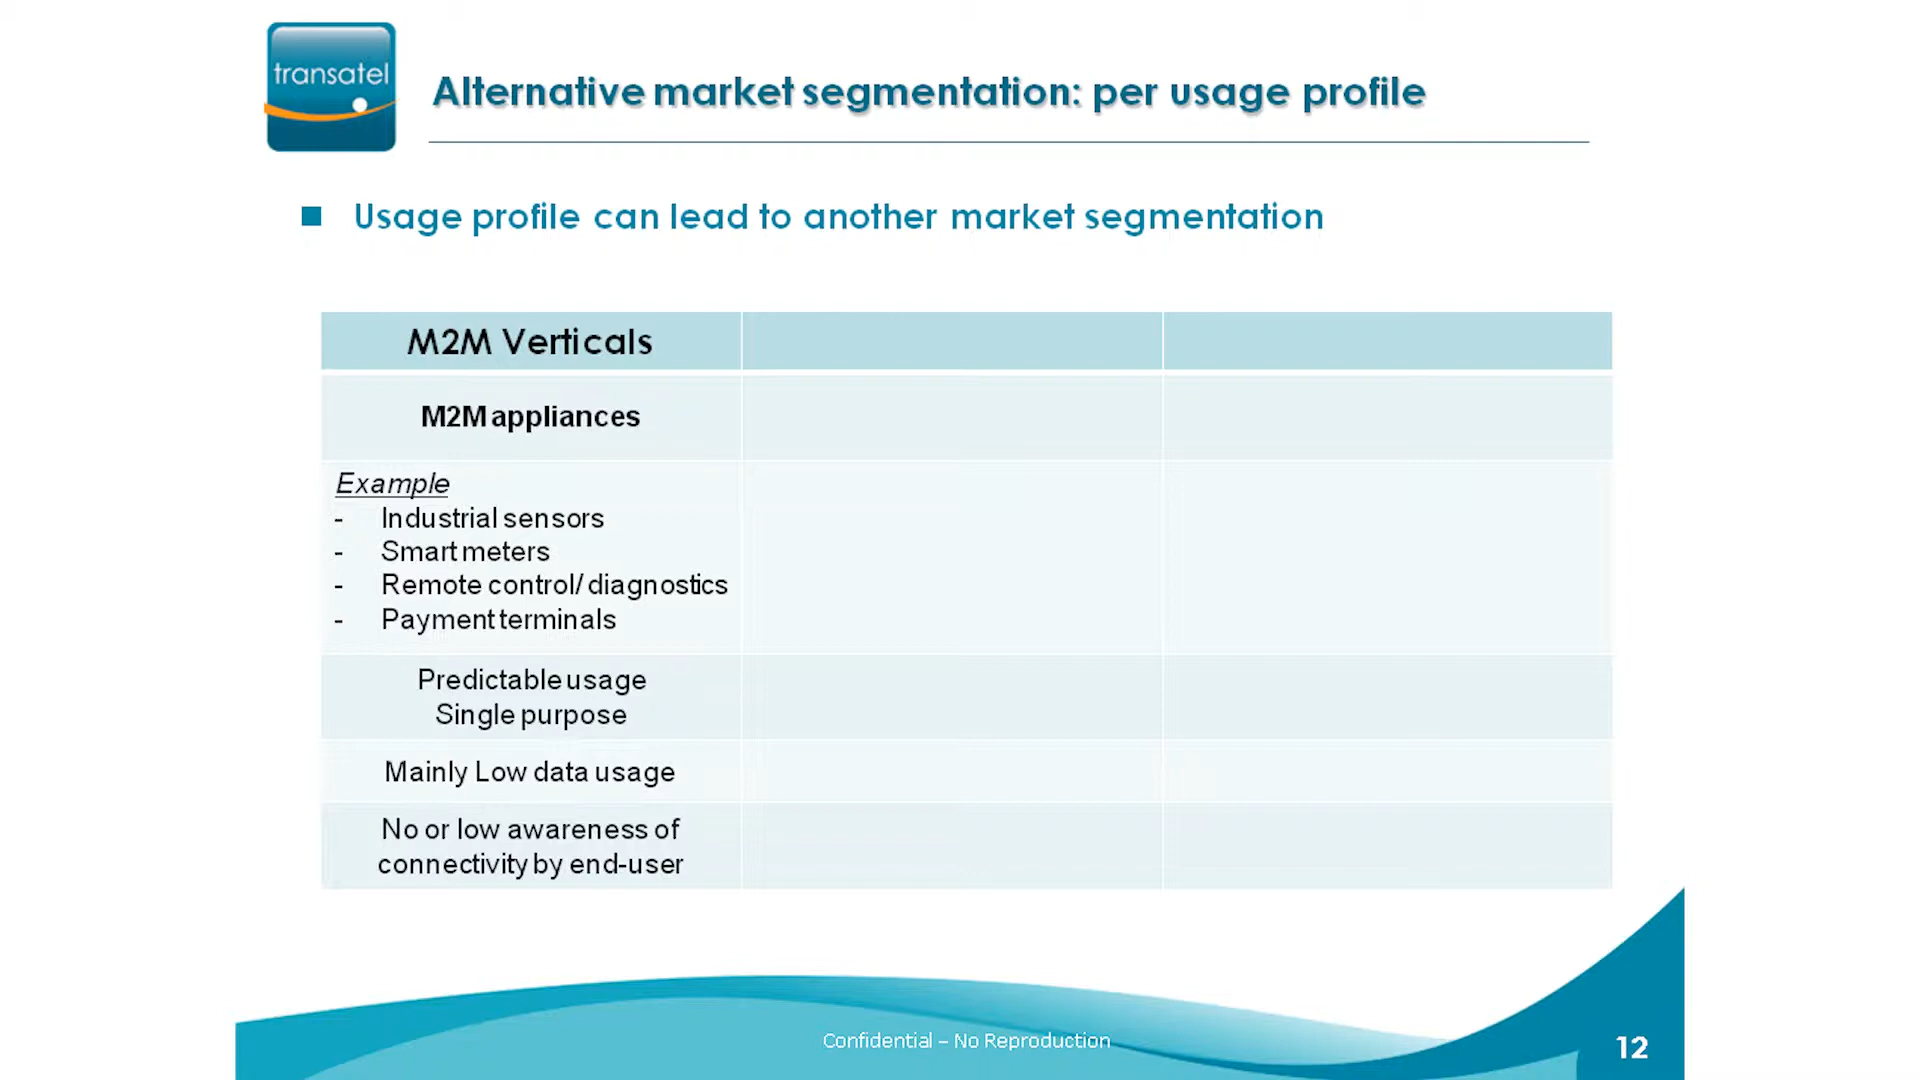 transatel
Alternative market segmentation: per usage profile
Usage profile can lead to another market segmentation
M2M Verticals
M2M appliances
Example
- Industrial sensors
- Smart meters
- Remote control/ diagnostics
- Payment terminals
Predictable usage
Single purpose
Mainly Low data usage
No or low awareness of
connectivity by end-user
Confidential – No Reproduction
12